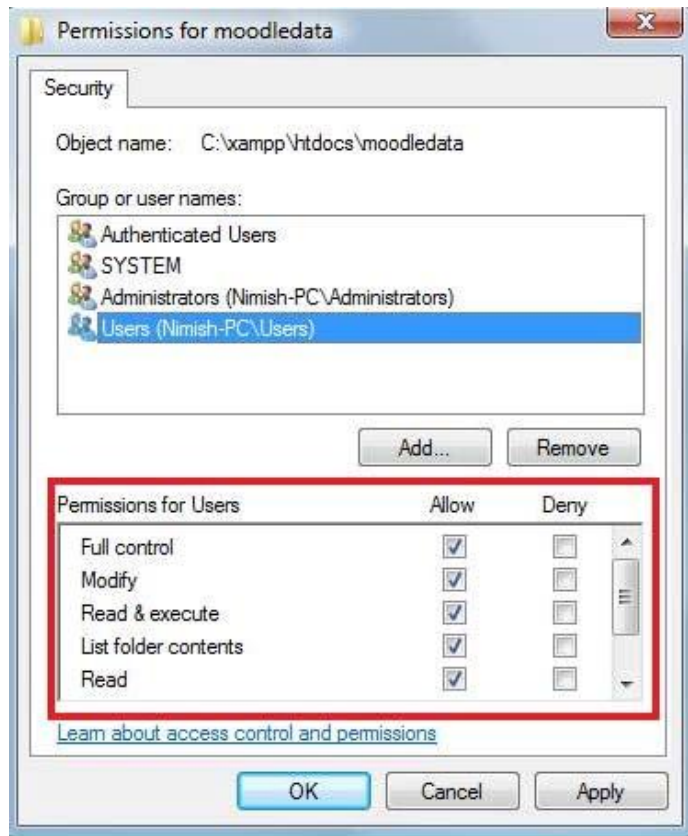 Permissions for moodledata
Security
Object name: C:\xampp\htdocs\moodledata
Group or user names:
Authenticated Users
SYSTEM
Administrators (Nimish-PC\Administrators)
Users (Nimish-PC\Users)
Add... Remove
Permissions for Users Allow Deny
Full control
Modify
Read & execute
List folder contents
Read
Learn about access control and permissions
OK Cancel Apply